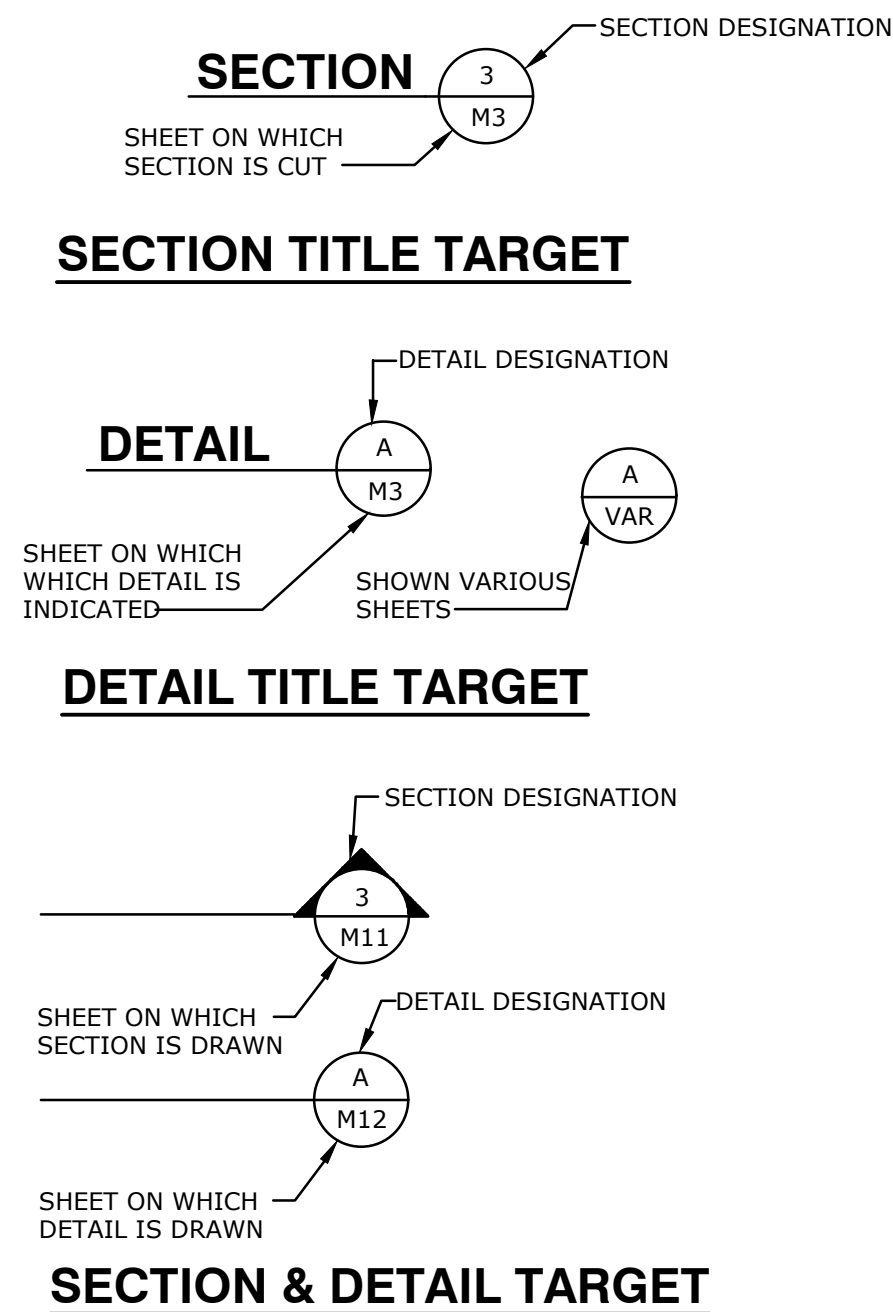 SECTION DESIGNATION
SECTION
3
M3
SHEET ON WHICH
SECTION IS CUT
SECTION TITLE TARGET
DETAIL DESIGNATION
DETAIL
A
M3
A
VAR
SHEET ON WHICH
WHICH DETAIL IS
INDICATED
SHOWN VARIOUS
SHEETS
DETAIL TITLE TARGET
SECTION DESIGNATION
3
M11
SHEET ON WHICH
SECTION IS DRAWN
DETAIL DESIGNATION
A
M12
SHEET ON WHICH
DETAIL IS DRAWN
SECTION & DETAIL TARGET